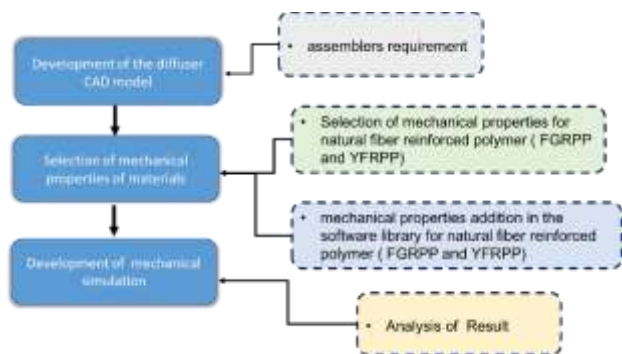 Development of the diffuser
CAD model
• assemblers requirement
Selection of mechanical
properties of materials
• Selection of mechanical properties for
natural fiber reinforced polymer ( FGRPP
and YFRPP)
• mechanical properties addition in the
software library for natural fiber reinforced
polymer ( FGRPP and YFRPP)
Development of mechanical
simulation
• Analysis of Result